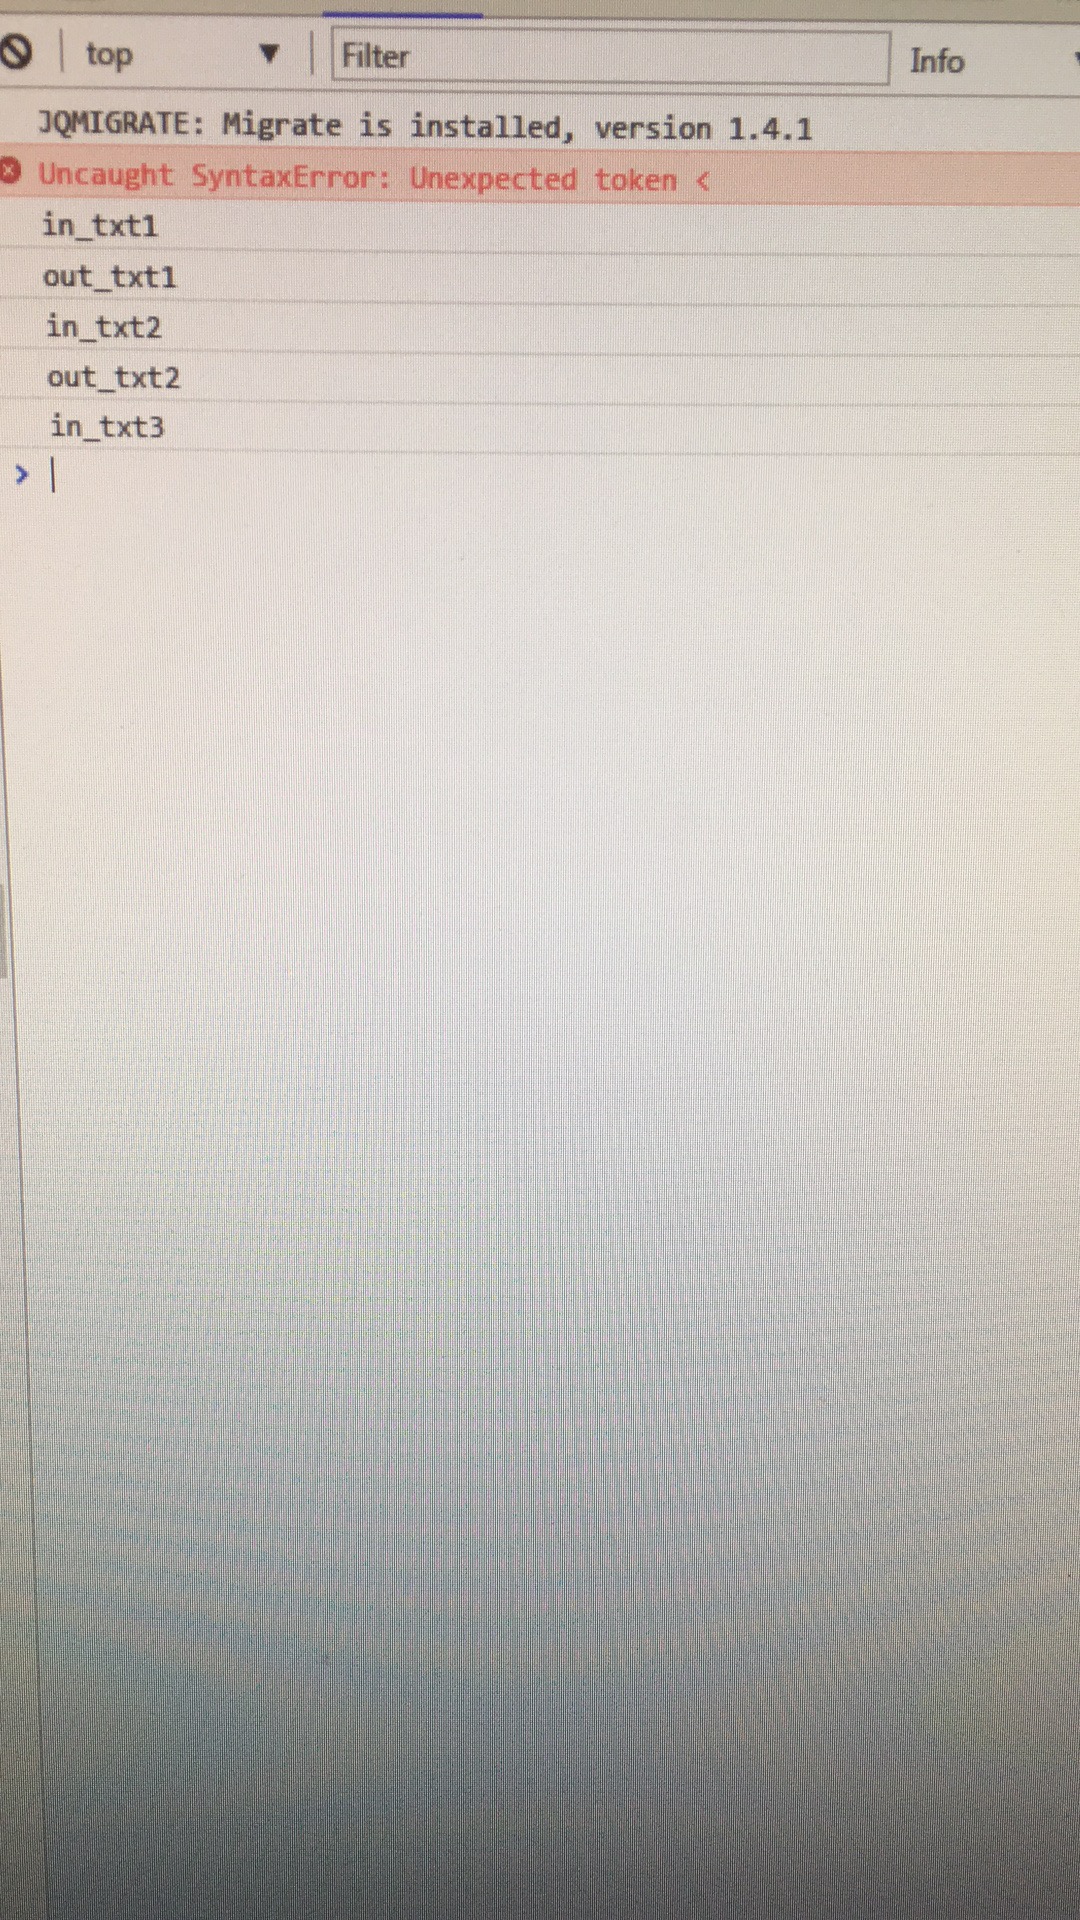 top Filter Info
JQMIGRATE: Migrate is installed, version 1.4.1
Uncaught SyntaxError: Unexpected token <
in_txt1
out_txt1
in_txt2
out_txt2
in_txt3
>